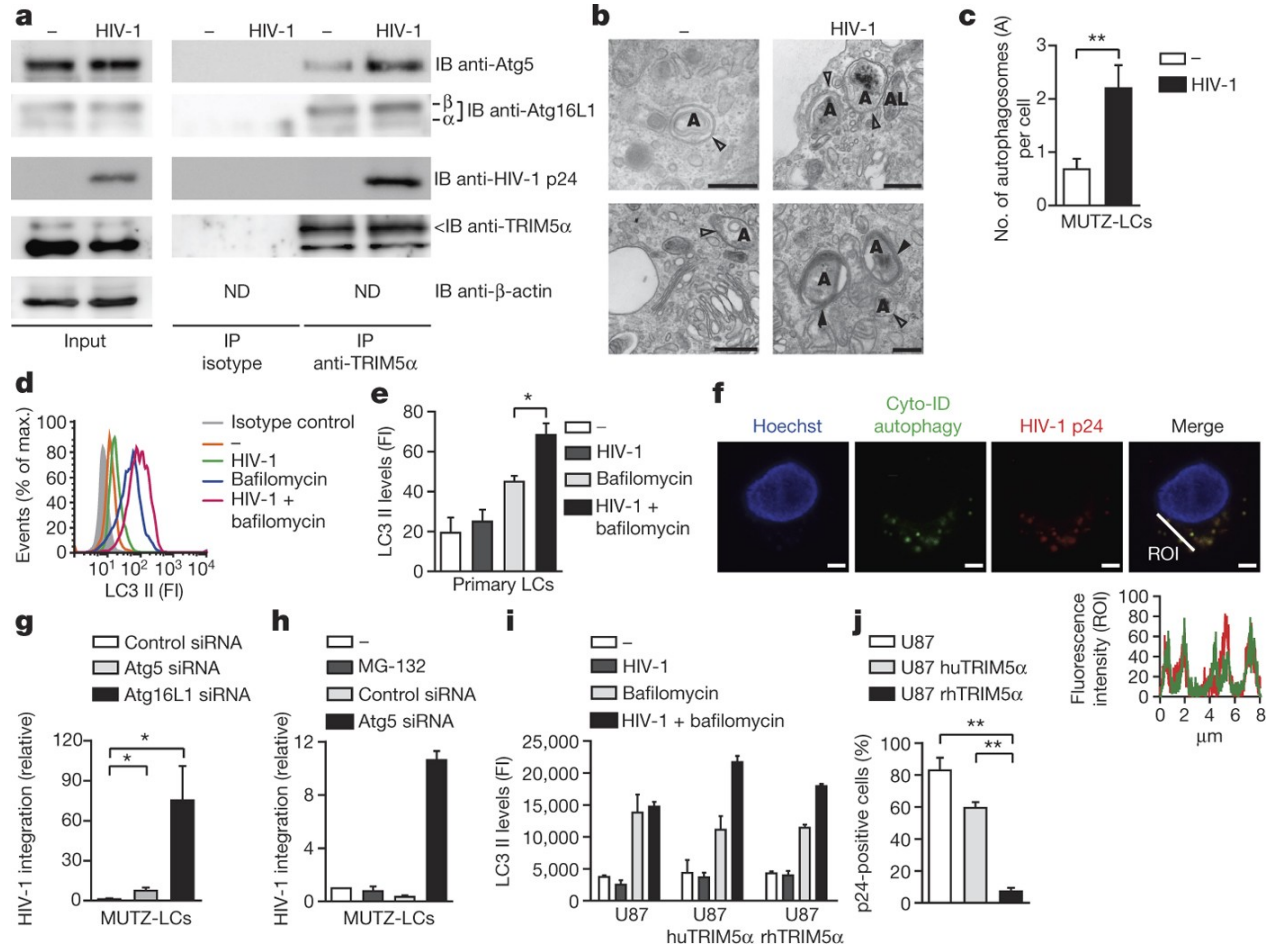 a
– HIV-1 – HIV-1 – HIV-1
IB anti-Atg5
β
α
IB anti-Atg16L1
IB anti-HIV-1 p24
<IB anti-TRIM5α
ND ND IB anti-β-actin
Input
IP
isotype
IP
anti-TRIM5α
b
– HIV-1
A
A
A
AL
A
A
A
A
c
No. of autophagosomes (A)
per cell
3
2
1
0
**
MUTZ-LCs
–
HIV-1
d
Events (% of max.)
100
80
60
40
20
0
10¹ 10² 10³ 10⁴
LC3 II (FI)
Isotype control
–
HIV-1
Bafilomycin
HIV-1 +
bafilomycin
e
LC3 II levels (FI)
80
60
40
20
0
*
Primary LCs
–
HIV-1
Bafilomycin
HIV-1 +
bafilomycin
f
Hoechst
Cyto-ID
autophagy
HIV-1 p24
Merge
ROI
Fluorescence
intensity (ROI)
100
80
60
40
20
0
0 2 4 6 8
μm
g
Control siRNA
Atg5 siRNA
Atg16L1 siRNA
HIV-1 integration (relative)
120
90
60
30
0
*
*
MUTZ-LCs
h
–
MG-132
Control siRNA
Atg5 siRNA
HIV-1 integration (relative)
12
8
4
0
MUTZ-LCs
i
–
HIV-1
Bafilomycin
HIV-1 + bafilomycin
LC3 II levels (FI)
25,000
20,000
15,000
10,000
5,000
0
U87 U87 U87
huTRIM5α rhTRIM5α
j
U87
U87 huTRIM5α
U87 rhTRIM5α
p24-positive cells (%)
100
80
60
40
20
0
**
**